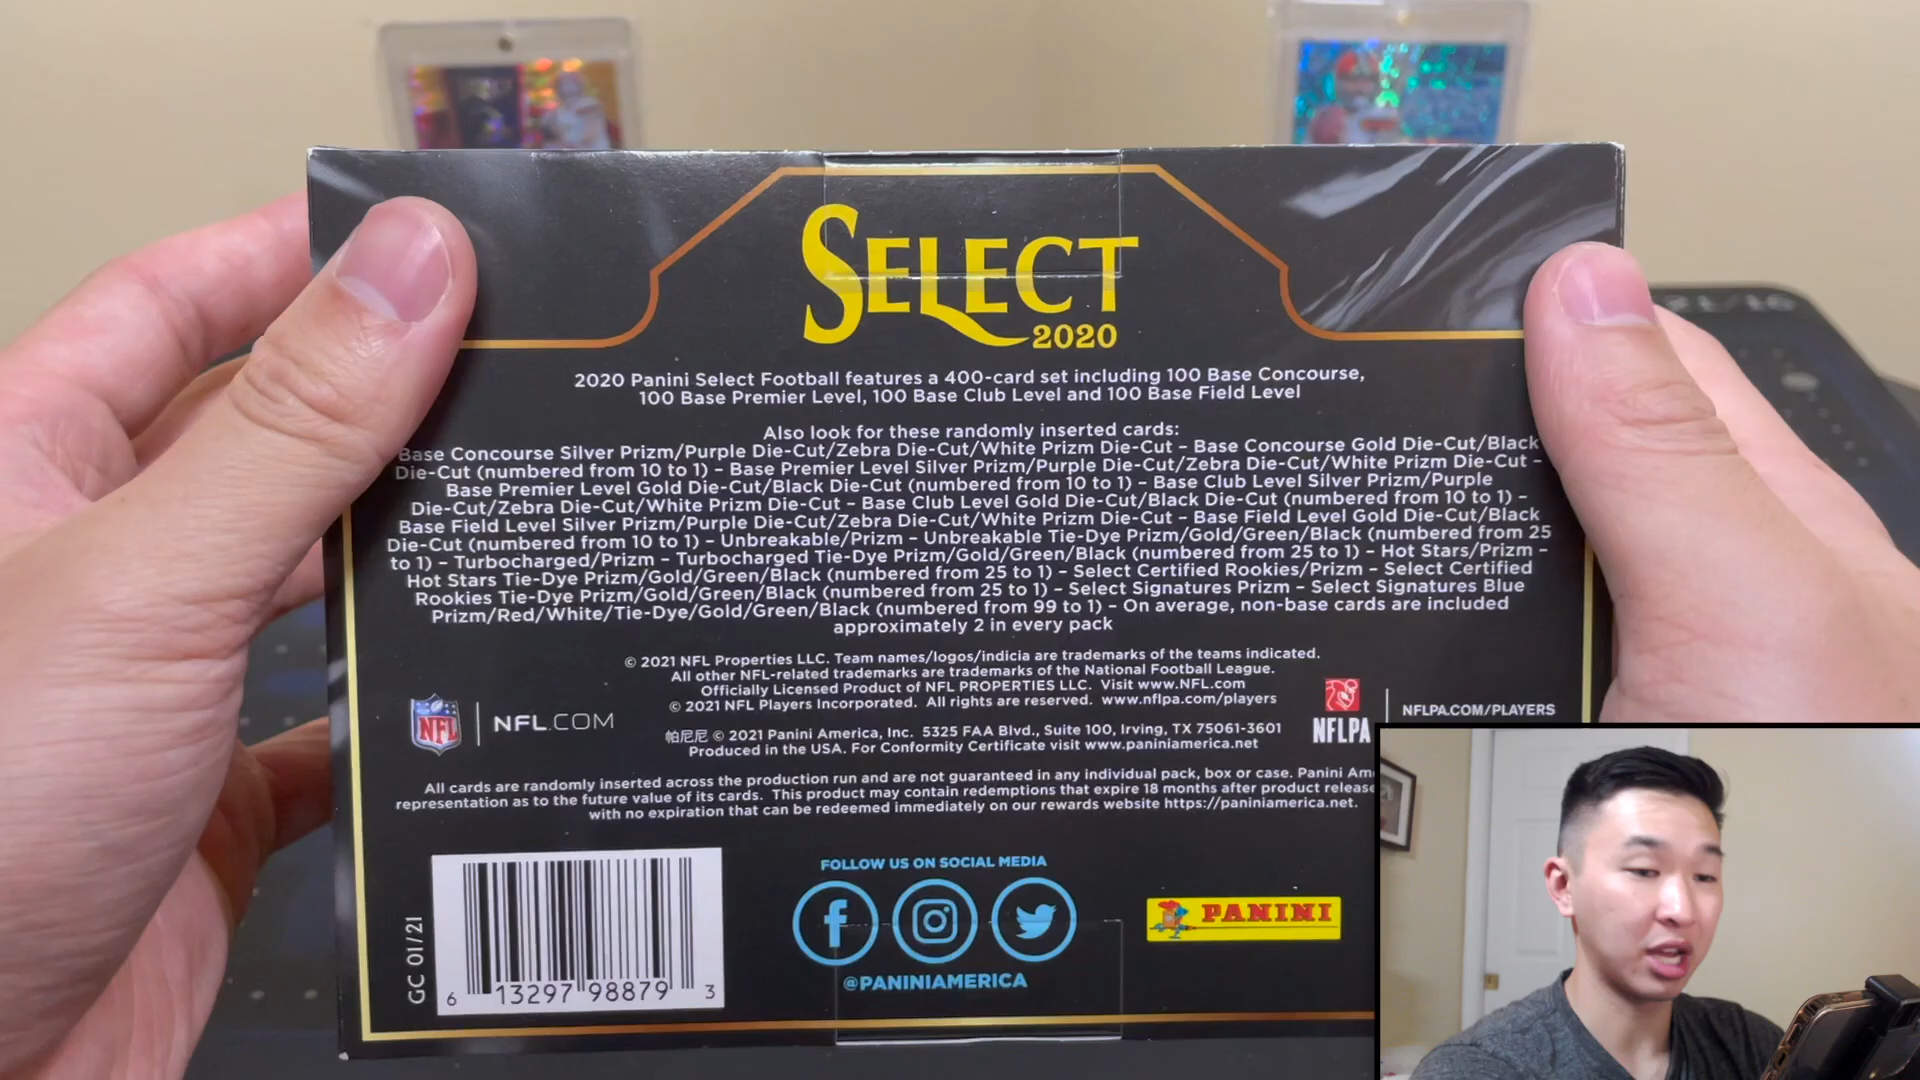 SELECT
2020
2020 Panini Select Football features a 400-card set including 100 Base Concourse,
100 Base Premier Level, 100 Base Club Level and 100 Base Field Level
Also look for these randomly inserted cards:
Base Concourse Silver Prizm/Purple Die-Cut/Zebra Die-Cut/White Prizm Die-Cut – Base Concourse Gold Die-Cut/Black
Die-Cut (numbered from 10 to 1) – Base Premier Level Silver Prizm/Purple Die-Cut/Zebra Die-Cut/White Prizm Die-Cut –
Base Premier Level Gold Die-Cut/Black Die-Cut (numbered from 10 to 1) – Base Club Level Silver Prizm/Purple
Die-Cut/Zebra Die-Cut/White Prizm Die-Cut – Base Club Level Gold Die-Cut/Black Die-Cut (numbered from 10 to 1) –
Base Field Level Silver Prizm/Purple Die-Cut/Zebra Die-Cut/White Prizm Die-Cut – Base Field Level Gold Die-Cut/Black
Die-Cut (numbered from 10 to 1) – Unbreakable/Prizm – Unbreakable Tie-Dye Prizm/Gold/Green/Black (numbered from 25
to 1) – Turbocharged/Prizm – Turbocharged Tie-Dye Prizm/Gold/Green/Black (numbered from 25 to 1) – Hot Stars/Prizm –
Hot Stars Tie-Dye Prizm/Gold/Green/Black (numbered from 25 to 1) – Select Certified Rookies/Prizm – Select Certified
Rookies Tie-Dye Prizm/Gold/Green/Black (numbered from 25 to 1) – Select Signatures Prizm – Select Signatures Blue
Prizm/Red/White/Tie-Dye/Gold/Green/Black (numbered from 99 to 1) – On average, non-base cards are included
approximately 2 in every pack
© 2021 NFL Properties LLC. Team names/logos/indicia are trademarks of the teams indicated.
All other NFL-related trademarks are trademarks of the National Football League.
Officially Licensed Product of NFL PROPERTIES LLC. Visit www.NFL.com
© 2021 NFL Players Incorporated. All rights are reserved. www.nflpa.com/players
NFL
NFL.COM
帕尼尼 © 2021 Panini America, Inc. 5325 FAA Blvd., Suite 100, Irving, TX 75061-3601
Produced in the USA. For Conformity Certificate visit www.paniniamerica.net
NFLPA
NFLPA.COM/PLAYERS
All cards are randomly inserted across the production run and are not guaranteed in any individual pack, box or case. Panini Am
representation as to the future value of its cards. This product may contain redemptions that expire 18 months after product release
with no expiration that can be redeemed immediately on our rewards website https://paniniamerica.net.
GC 01/21
6 13297 98879 3
FOLLOW US ON SOCIAL MEDIA
@PANINIAMERICA
PANINI